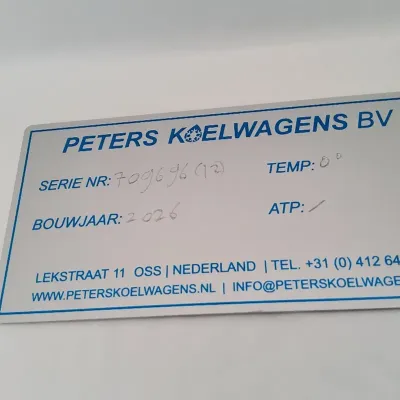 PETERS KOELWAGENS BV
SERIE NR: 709696(12) TEMP: 0°
BOUWJAAR: 2026 ATP: /
LEKSTRAAT 11 OSS | NEDERLAND | TEL. +31 (0) 412 64
WWW.PETERSKOELWAGENS.NL | INFO@PETERSKOELWAGE